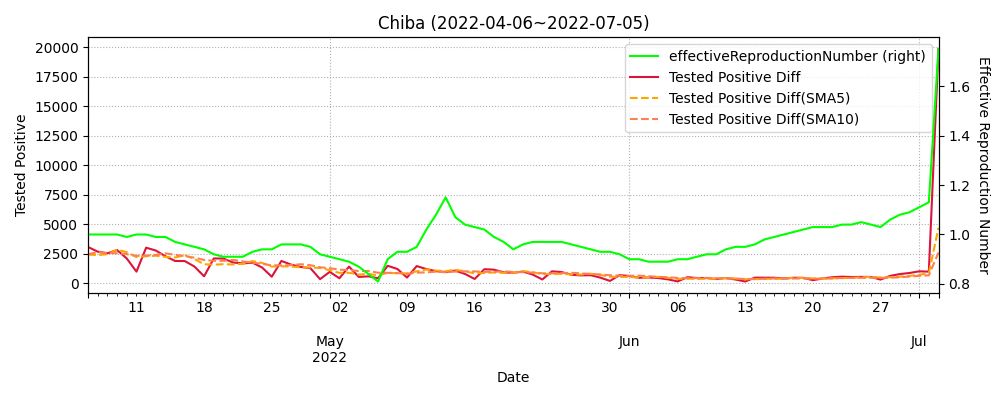 Chiba (2022-04-06~2022-07-05)
effectiveReproductionNumber (right)
Tested Positive Diff
Tested Positive Diff(SMA5)
Tested Positive Diff(SMA10)
Tested Positive
20000
17500
15000
12500
10000
7500
5000
2500
0
Effective Reproduction Number
1.6
1.4
1.2
1.0
0.8
11 18 25 02 09 16 23 30 06 13 20 27
May Jun Jul
2022
Date